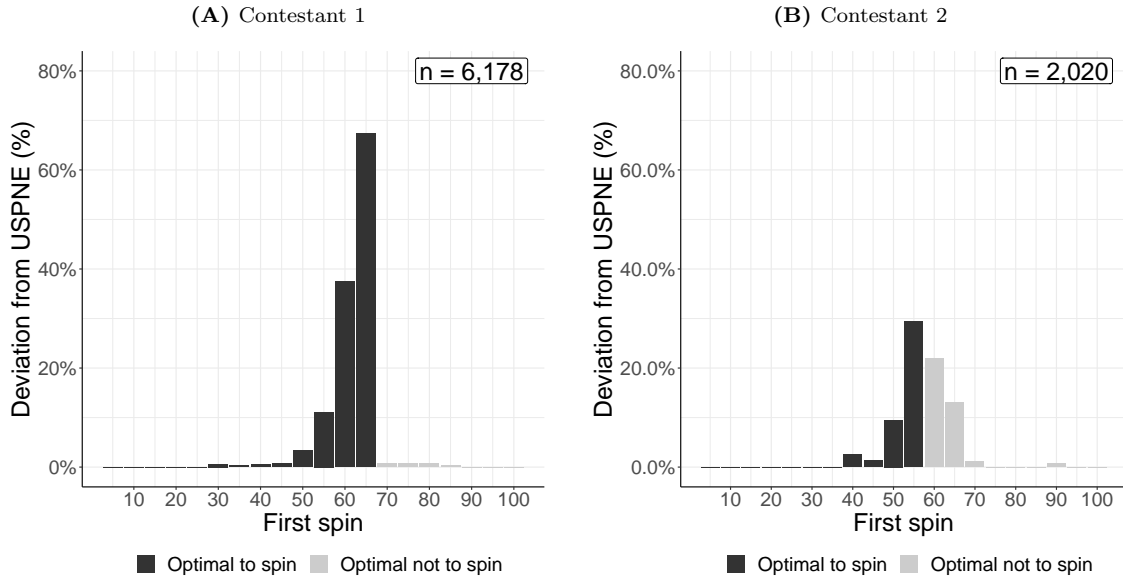 (A) Contestant 1
n = 6,178
Deviation from USPNE (%)
80%
60%
40%
20%
0%
10 20 30 40 50 60 70 80 90 100
First spin
Optimal to spin Optimal not to spin
(B) Contestant 2
n = 2,020
Deviation from USPNE (%)
80.0%
60.0%
40.0%
20.0%
0.0%
10 20 30 40 50 60 70 80 90 100
First spin
Optimal to spin Optimal not to spin